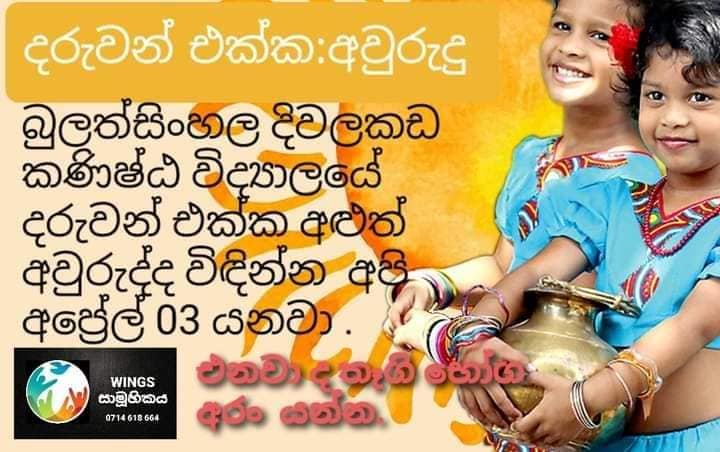 දරුවන් එක්ක:අවුරුදු
බුලත්සිංහල දිවලකඩ
කණිෂ්ඨ විද්‍යාලයේ
දරුවන් එක්ක අළුත්
අවුරුද්ද විඳින්න අපි
අප්‍රේල් 03 යනවා .
එනවා ද තෑගි භෝග
අරං යන්න.
WINGS
සාමූහිකය
0714 618 664